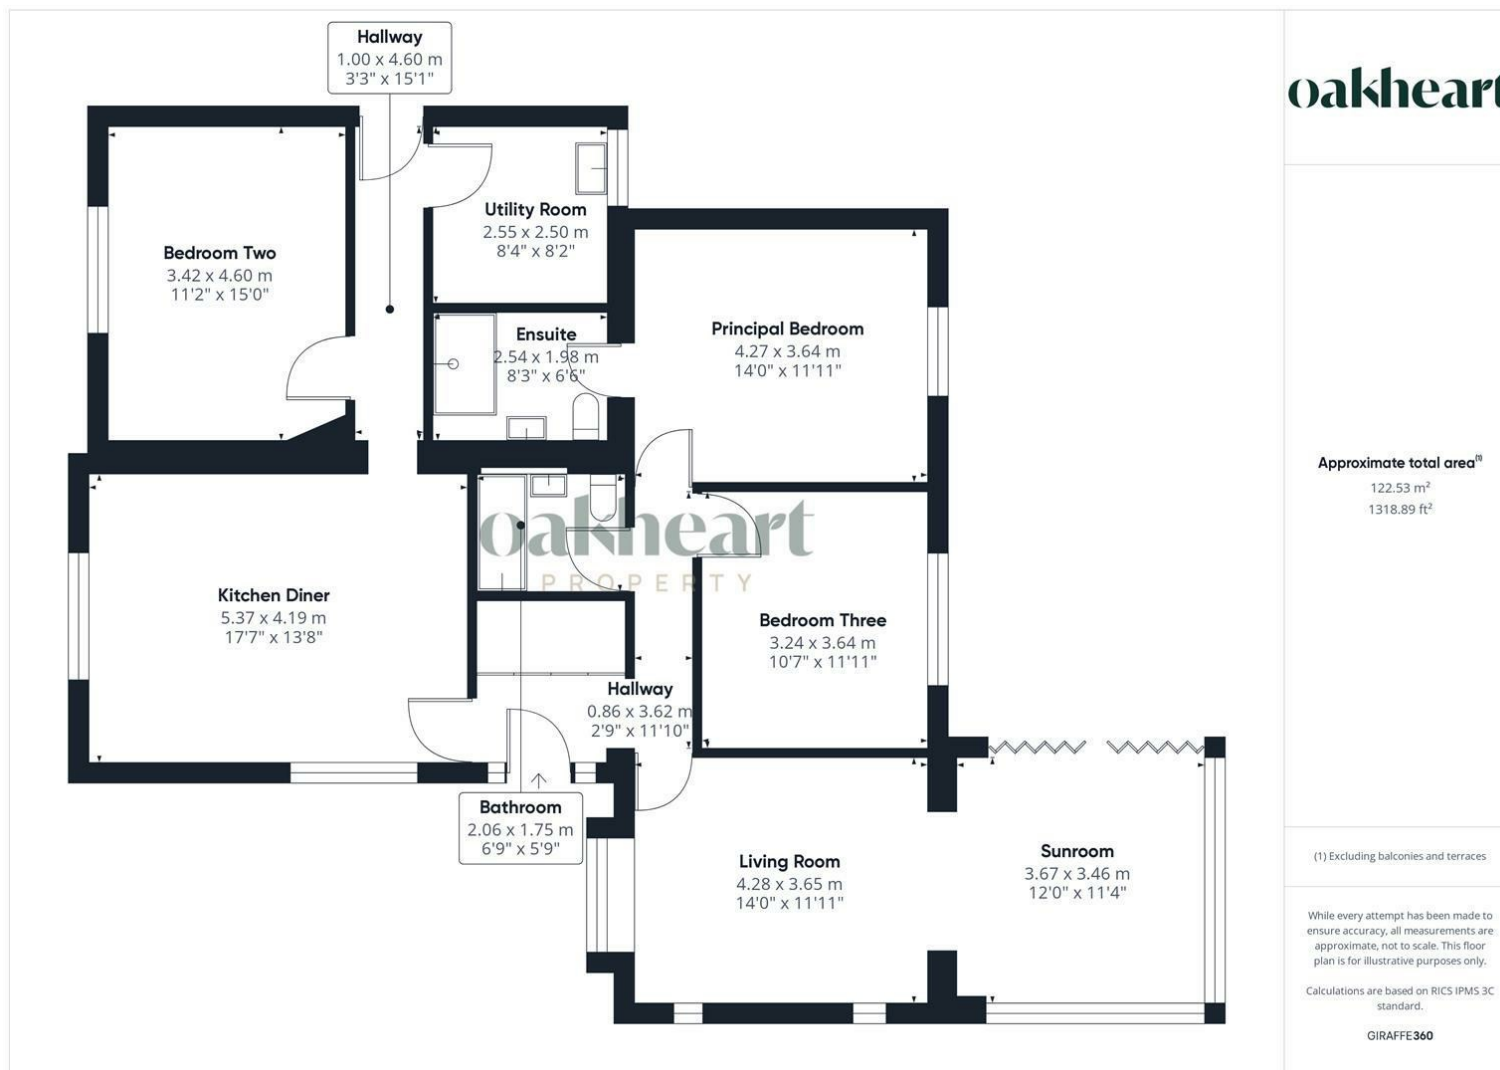 Hallway
1.00 x 4.60 m
3'3" x 15'1"
Bedroom Two
3.42 x 4.60 m
11'2" x 15'0"
Utility Room
2.55 x 2.50 m
8'4" x 8'2"
Ensuite
2.54 x 1.98 m
8'3" x 6'6"
Principal Bedroom
4.27 x 3.64 m
14'0" x 11'11"
oakheart
PROPERTY
Kitchen Diner
5.37 x 4.19 m
17'7" x 13'8"
Bedroom Three
3.24 x 3.64 m
10'7" x 11'11"
Hallway
0.86 x 3.62 m
2'9" x 11'10"
Bathroom
2.06 x 1.75 m
6'9" x 5'9"
Living Room
4.28 x 3.65 m
14'0" x 11'11"
Sunroom
3.67 x 3.46 m
12'0" x 11'4"
oakheart
Approximate total area(1)
122.53 m²
1318.89 ft²
(1) Excluding balconies and terraces
While every attempt has been made to
ensure accuracy, all measurements are
approximate, not to scale. This floor
plan is for illustrative purposes only.
Calculations are based on RICS IPMS 3C
standard.
GIRAFFE360